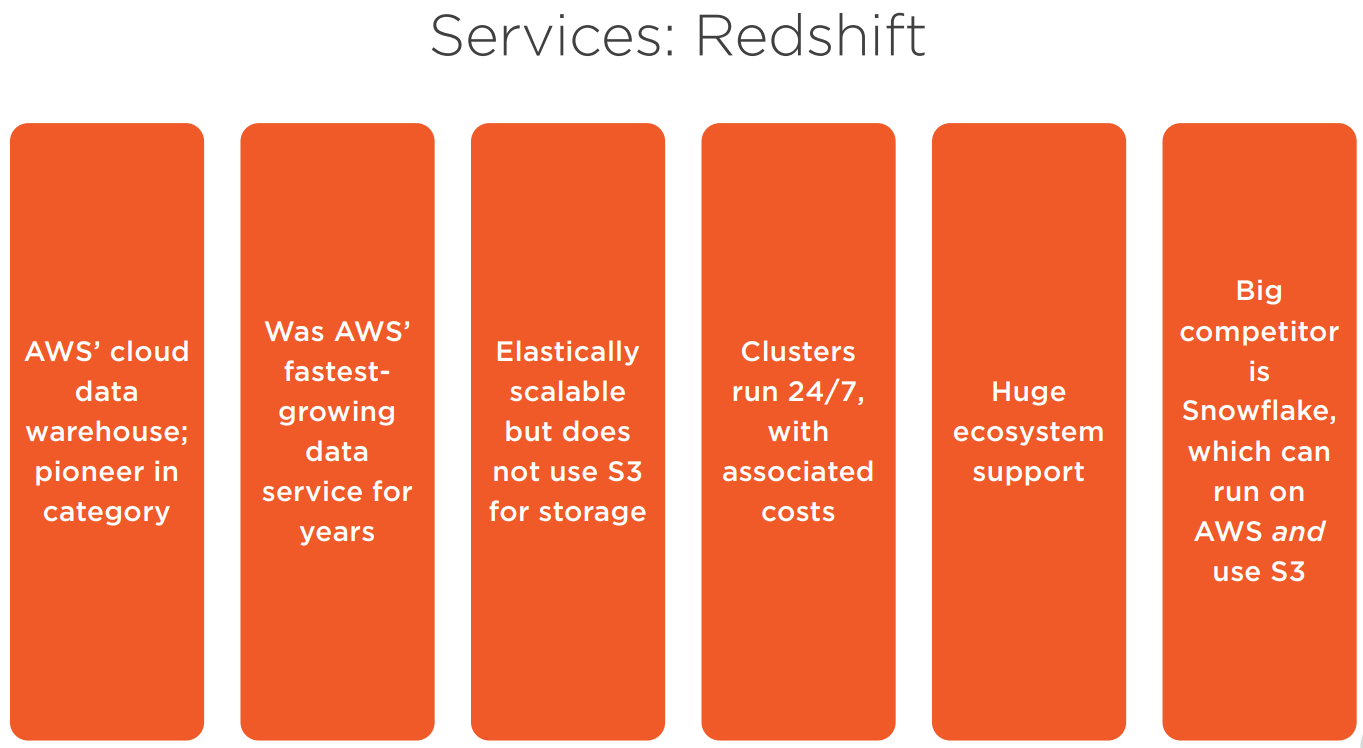 Services: Redshift
AWS’ cloud
data
warehouse;
pioneer in
category
Was AWS’
fastest-
growing
data
service for
years
Elastically
scalable
but does
not use S3
for storage
Clusters
run 24/7,
with
associated
costs
Huge
ecosystem
support
Big
competitor
is
Snowflake,
which can
run on
AWS and
use S3